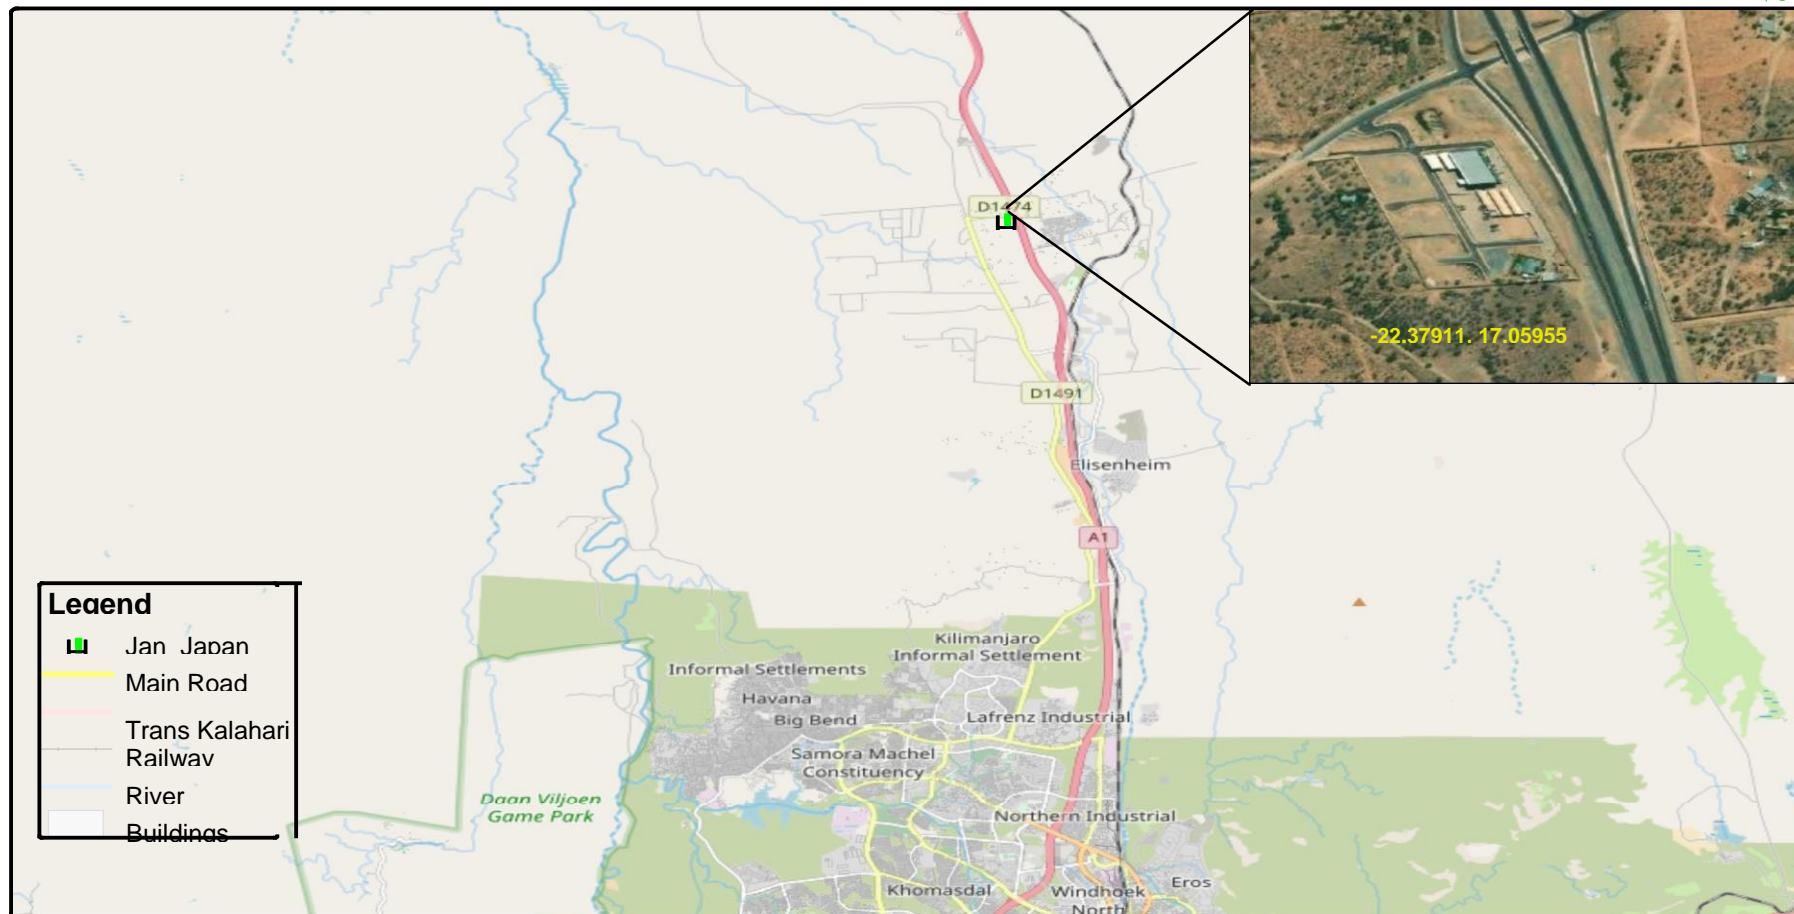 D1474
-22.37911. 17.05955
D1491
Elisenheim
A1
Legend
Jan Japan
Main Road
Trans Kalahari
Railway
River
Buildings
Kilimanjaro
Informal Settlement
Informal Settlements
Havana
Big Bend
Lafrenz Industrial
Samora Machel
Constituency
Daan Viljoen
Game Park
Northern Industrial
Khomasdal
Windhoek
North
Eros